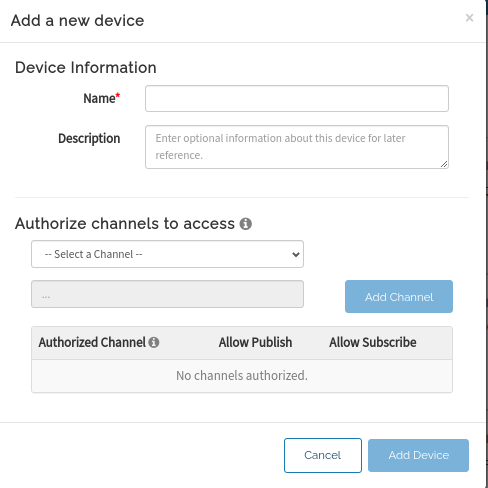 Add a new device
×
Device Information
Name*
Description
Enter optional information about this device for later
reference.
Authorize channels to access
-- Select a Channel --
...
Add Channel
Authorized Channel Allow Publish Allow Subscribe
No channels authorized.
Cancel Add Device